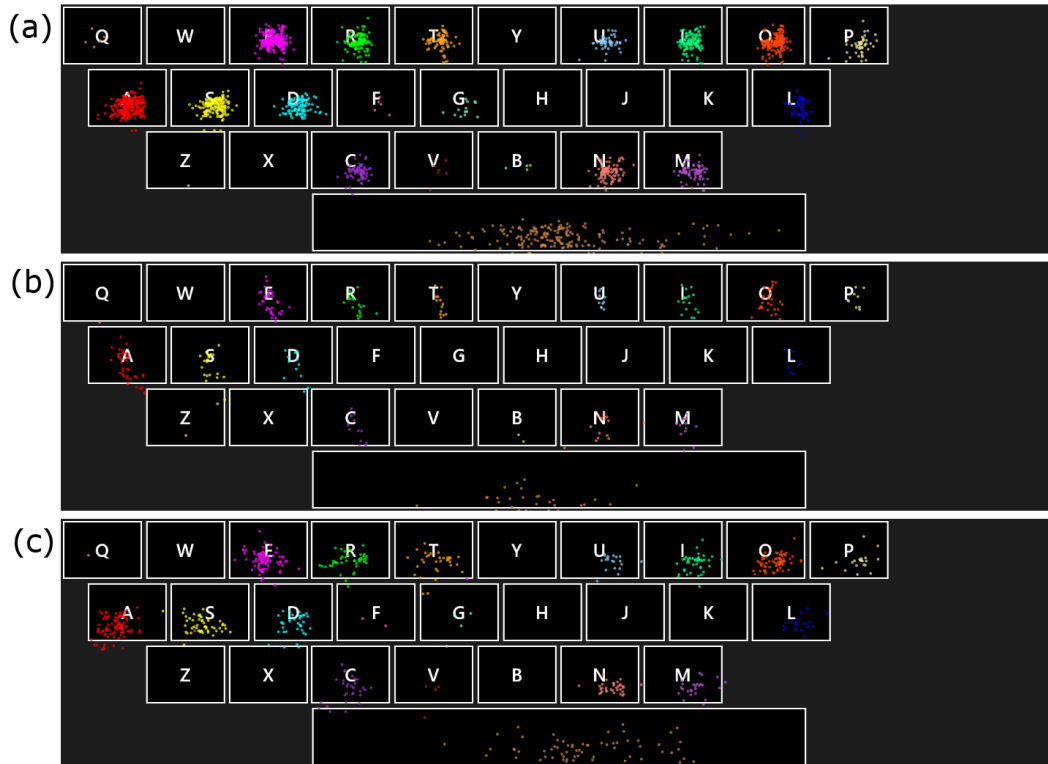 (a)
Q W E R T Y U I O P
A S D F G H J K L
Z X C V B N M
(b)
Q W E R T Y U I O P
A S D F G H J K L
Z X C V B N M
(c)
Q W E R T Y U I O P
A S D F G H J K L
Z X C V B N M